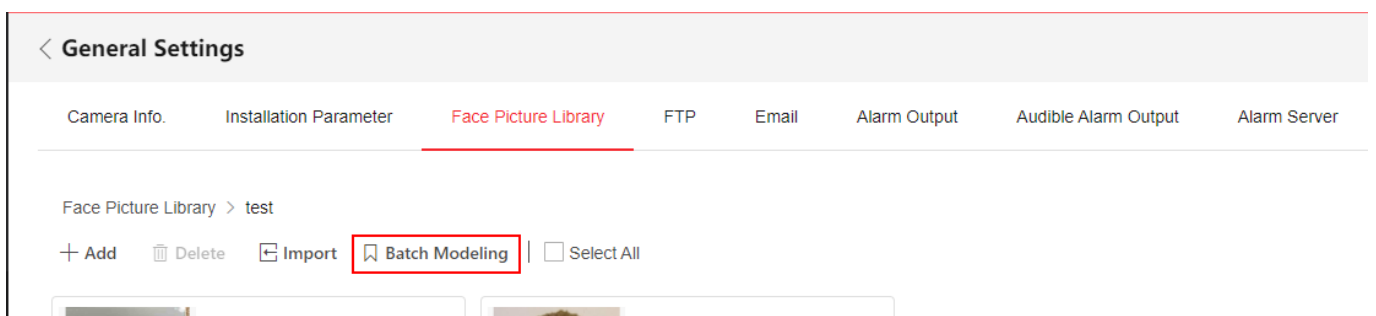 General Settings
Camera Info. Installation Parameter Face Picture Library FTP Email Alarm Output Audible Alarm Output Alarm Server
Face Picture Library > test
Add Delete Import Batch Modeling Select All